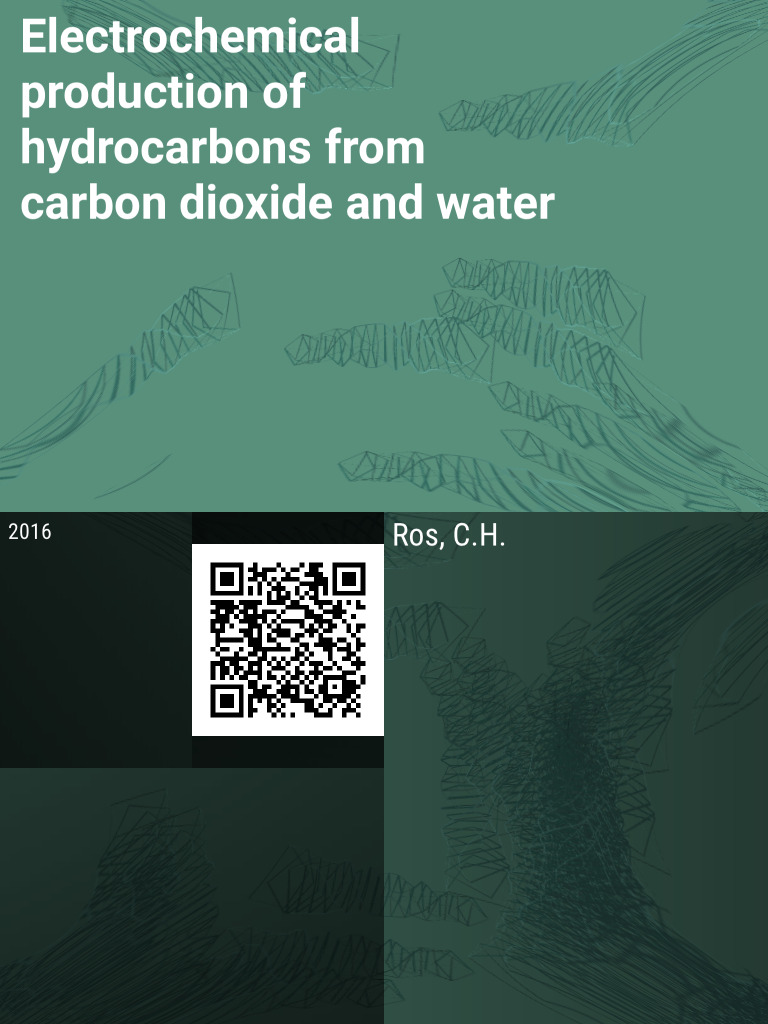 Electrochemical
production of
hydrocarbons from
carbon dioxide and water
2016
Ros, C.H.